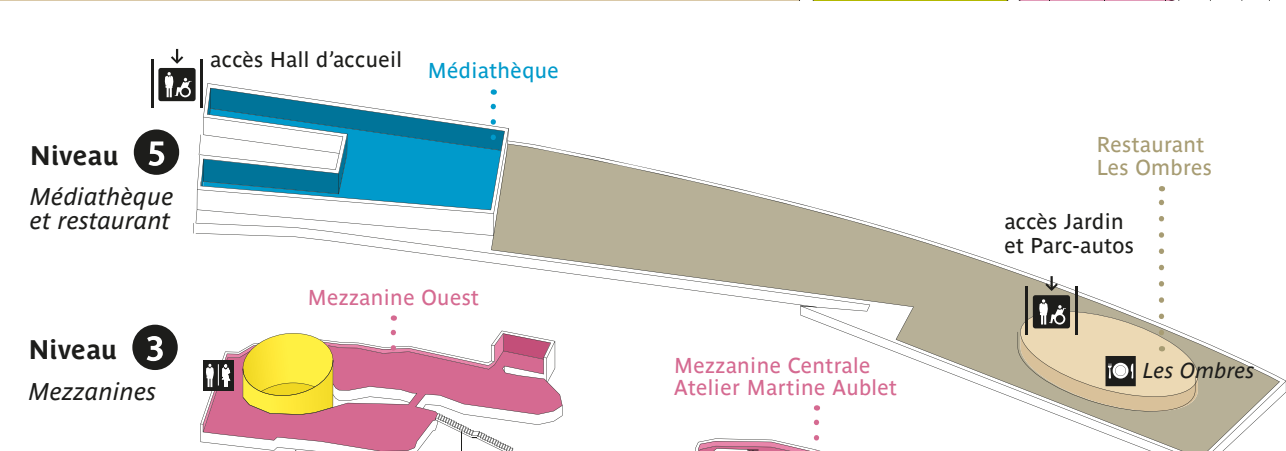 accès Hall d'accueil
Médiathèque
Niveau 5
Médiathèque
et restaurant
Restaurant
Les Ombres
accès Jardin
et Parc-autos
Les Ombres
Mezzanine Ouest
Niveau 3
Mezzanines
Mezzanine Centrale
Atelier Martine Aublet